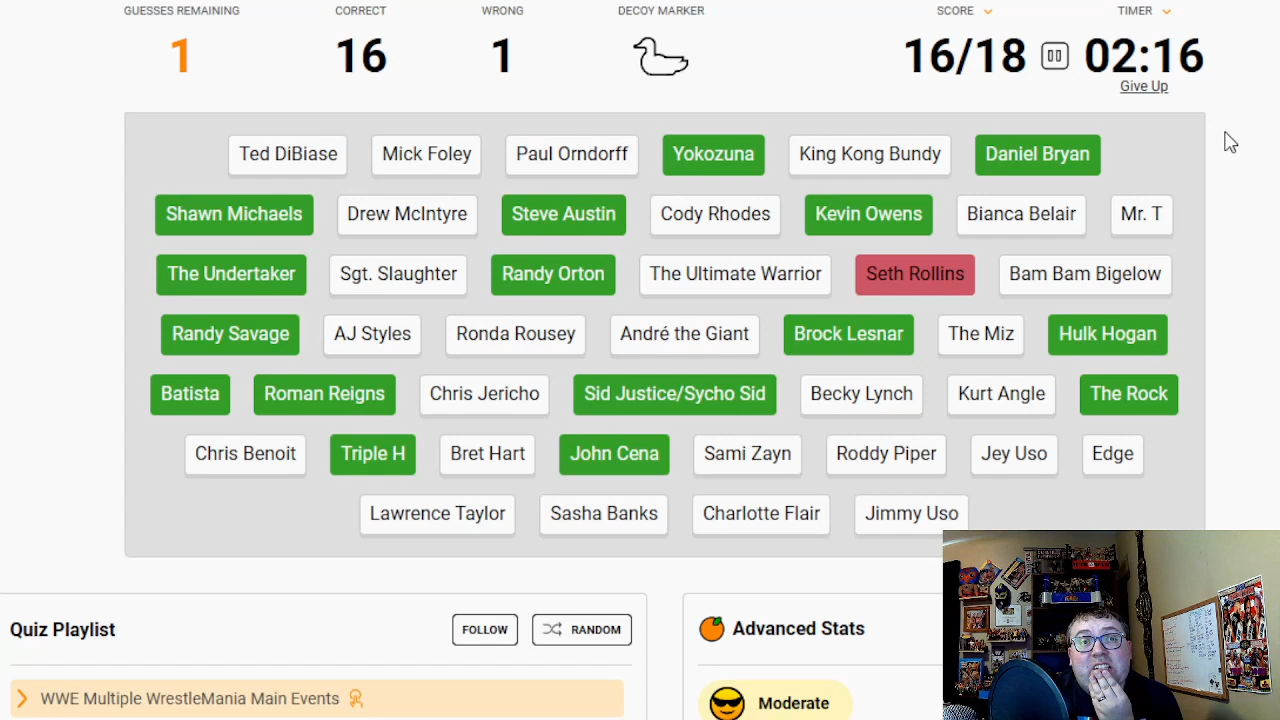 GUESSES REMAINING CORRECT WRONG DECOY MARKER SCORE TIMER
1 16 1 16/18 02:16
Give Up
Ted DiBiase Mick Foley Paul Orndorff Yokozuna King Kong Bundy Daniel Bryan
Shawn Michaels Drew McIntyre Steve Austin Cody Rhodes Kevin Owens Bianca Belair Mr. T
The Undertaker Sgt. Slaughter Randy Orton The Ultimate Warrior Seth Rollins Bam Bam Bigelow
Randy Savage AJ Styles Ronda Rousey André the Giant Brock Lesnar The Miz Hulk Hogan
Batista Roman Reigns Chris Jericho Sid Justice/Sycho Sid Becky Lynch Kurt Angle The Rock
Chris Benoit Triple H Bret Hart John Cena Sami Zayn Roddy Piper Jey Uso Edge
Lawrence Taylor Sasha Banks Charlotte Flair Jimmy Uso
Quiz Playlist FOLLOW RANDOM Advanced Stats
WWE Multiple WrestleMania Main Events Moderate